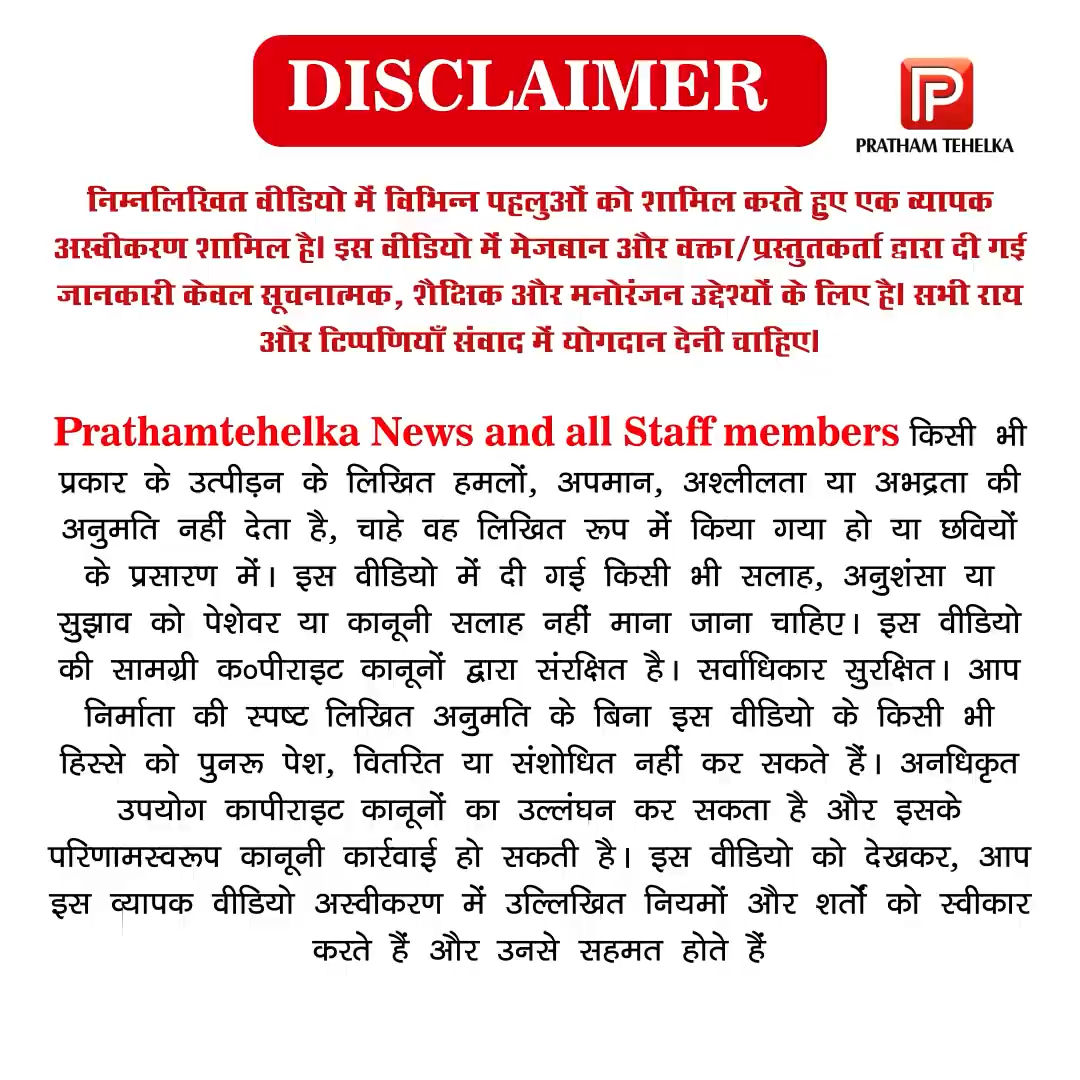 DISCLAIMER
PRATHAM TEHELKA
निम्नलिखित वीडियो में विभिन्न पहलुओं को शामिल करते हुए एक व्यापक
अस्वीकरण शामिल है। इस वीडियो में मेजबान और वक्ता/प्रस्तुतकर्ता द्वारा दी गई
जानकारी केवल सूचनात्मक, शैक्षिक और मनोरंजन उद्देश्यों के लिए है। सभी राय
और टिप्पणियाँ संवाद में योगदान देनी चाहिए।
Prathamtehelka News and all Staff members किसी भी
प्रकार के उत्पीड़न के लिखित हमलों, अपमान, अश्लीलता या अभद्रता की
अनुमति नहीं देता है, चाहे वह लिखित रूप में किया गया हो या छवियों
के प्रसारण में। इस वीडियो में दी गई किसी भी सलाह, अनुशंसा या
सुझाव को पेशेवर या कानूनी सलाह नहीं माना जाना चाहिए। इस वीडियो
की सामग्री क०पीराइट कानूनों द्वारा संरक्षित है। सर्वाधिकार सुरक्षित। आप
निर्माता की स्पष्ट लिखित अनुमति के बिना इस वीडियो के किसी भी
हिस्से को पुनरू पेश, वितरित या संशोधित नहीं कर सकते हैं। अनधिकृत
उपयोग कापीराइट कानूनों का उल्लंघन कर सकता है और इसके
परिणामस्वरूप कानूनी कार्रवाई हो सकती है। इस वीडियो को देखकर, आप
इस व्यापक वीडियो अस्वीकरण में उल्लिखित नियमों और शर्तों को स्वीकार
करते हैं और उनसे सहमत होते हैं